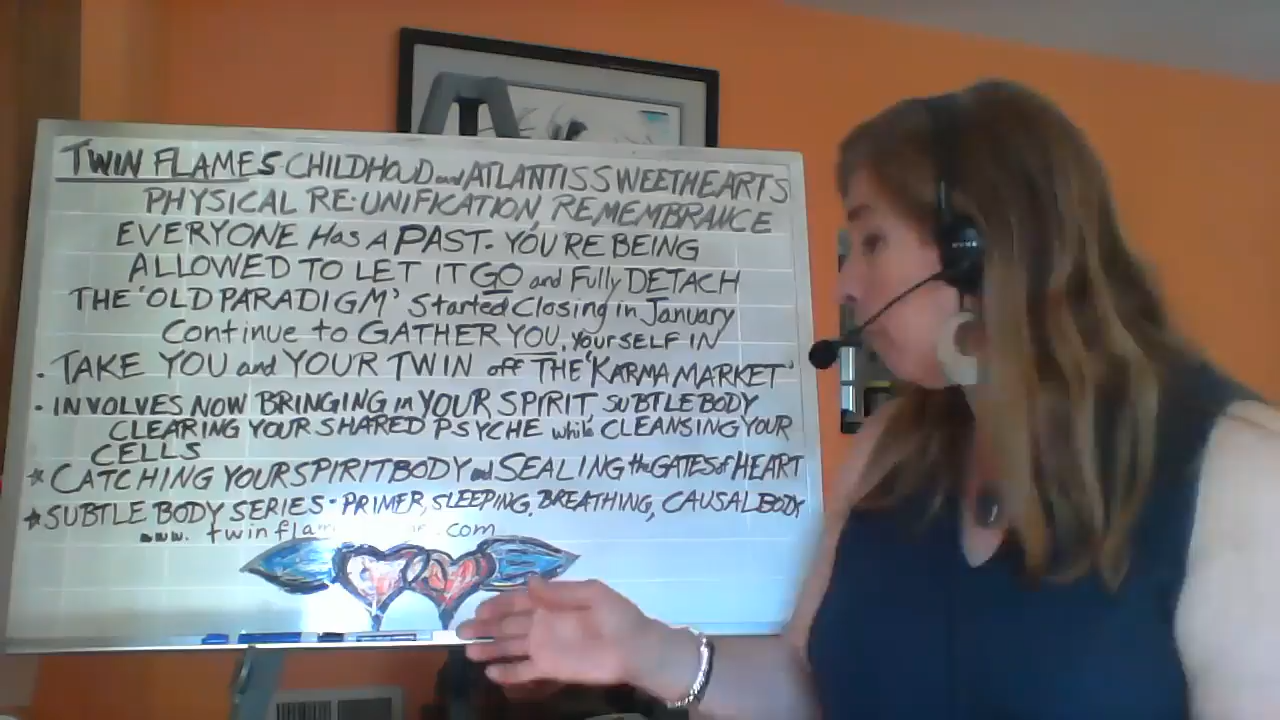 TWIN FLAMES CHILDHOOD and ATLANTIS SWEETHEARTS
PHYSICAL RE-UNIFICATION, REMEMBRANCE
EVERYONE Has A PAST. YOU'RE BEING
ALLOWED TO LET IT GO and Fully DETACH
THE 'OLD PARADIGM' Started Closing in January
Continue to GATHER YOU, YOURSELF IN
· TAKE YOU and YOUR TWIN off THE 'KARMA MARKET'
· INVOLVES NOW BRINGING in YOUR SPIRIT, SUBTLE BODY
CLEARING YOUR SHARED PSYCHE while CLEANSING YOUR
CELLS
* CATCHING YOUR SPIRIT BODY and SEALING the GATES of HEART
* SUBTLE BODY SERIES - PRIMER, SLEEPING, BREATHING, CAUSAL BODY
www. .com